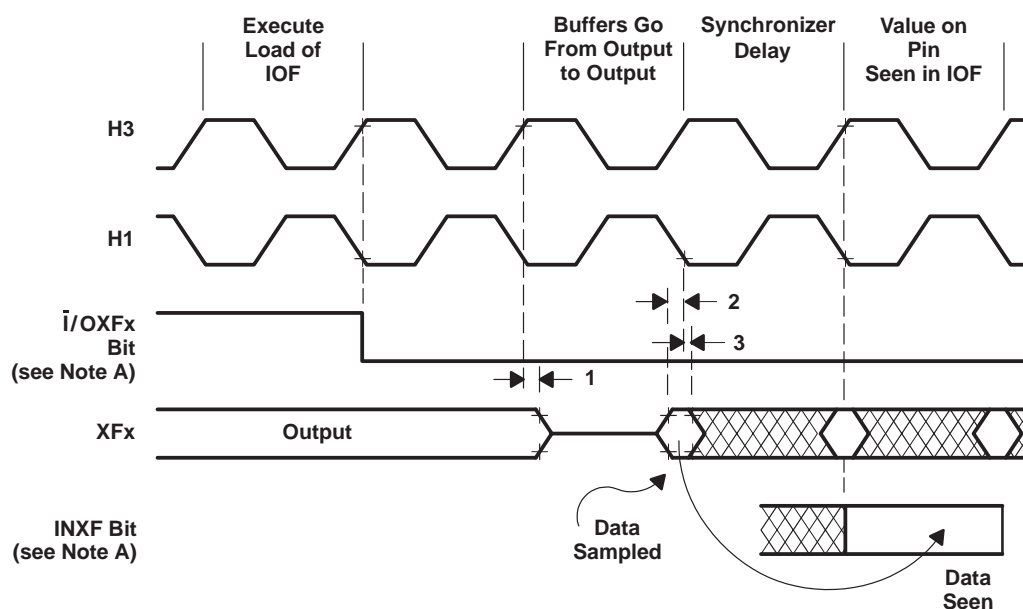 Execute
Load of
IOF
Buffers Go
From Output
to Output
Synchronizer
Delay
Value on
Pin
Seen in IOF
H3
H1
Ī/OXFx
Bit
(see Note A)
2
3
1
XFx
Output
INXF Bit
(see Note A)
Data
Sampled
Data
Seen